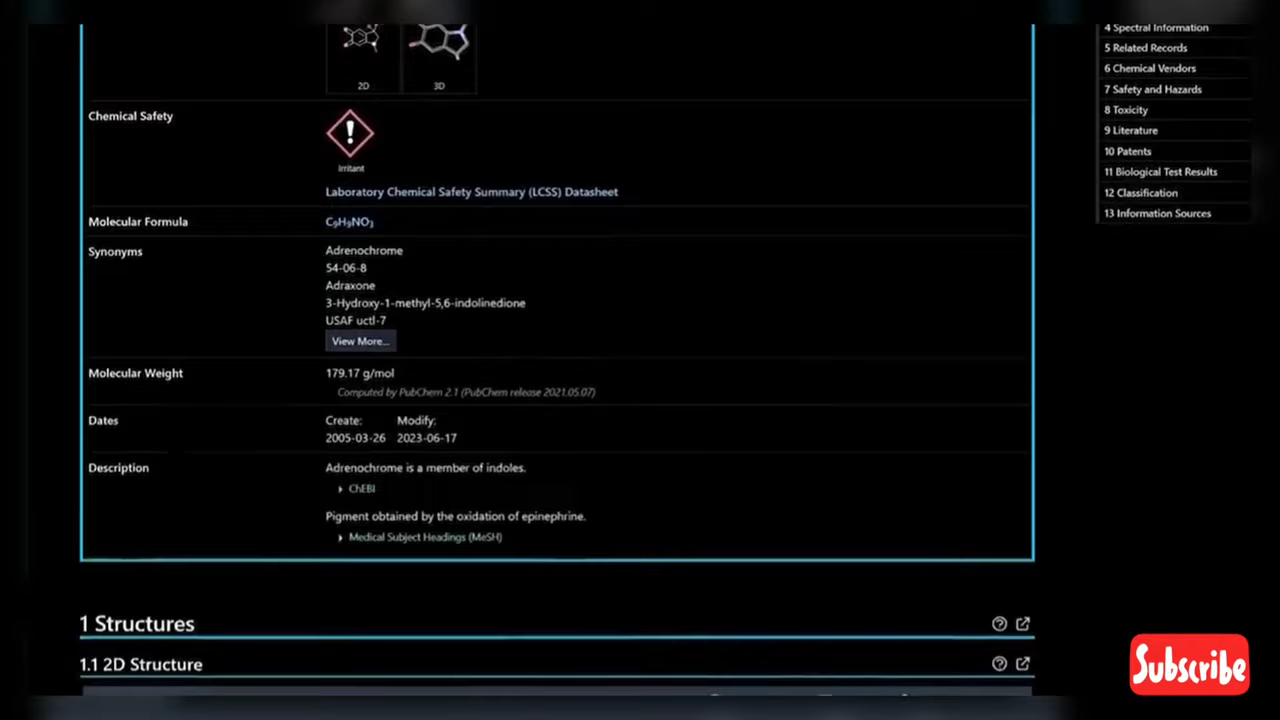 2D
3D
Chemical Safety
Irritant
Laboratory Chemical Safety Summary (LCSS) Datasheet
Molecular Formula
C₉H₉NO₃
Synonyms
Adrenochrome
54-06-8
Adraxone
3-Hydroxy-1-methyl-5,6-indolinedione
USAF uctl-7
View More...
Molecular Weight
179.17 g/mol
Computed by PubChem 2.1 (PubChem release 2021.05.07)
Dates
Create: Modify:
2005-03-26 2023-06-17
Description
Adrenochrome is a member of indoles.
ChEBI
Pigment obtained by the oxidation of epinephrine.
Medical Subject Headings (MeSH)
1 Structures
1.1 2D Structure
4 Spectral Information
5 Related Records
6 Chemical Vendors
7 Safety and Hazards
8 Toxicity
9 Literature
10 Patents
11 Biological Test Results
12 Classification
13 Information Sources
Subscribe